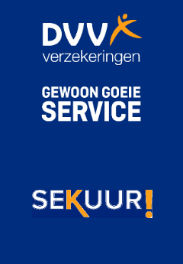 DVV
verzekeringen
GEWOON GOEIE
SERVICE
SEKUUR!